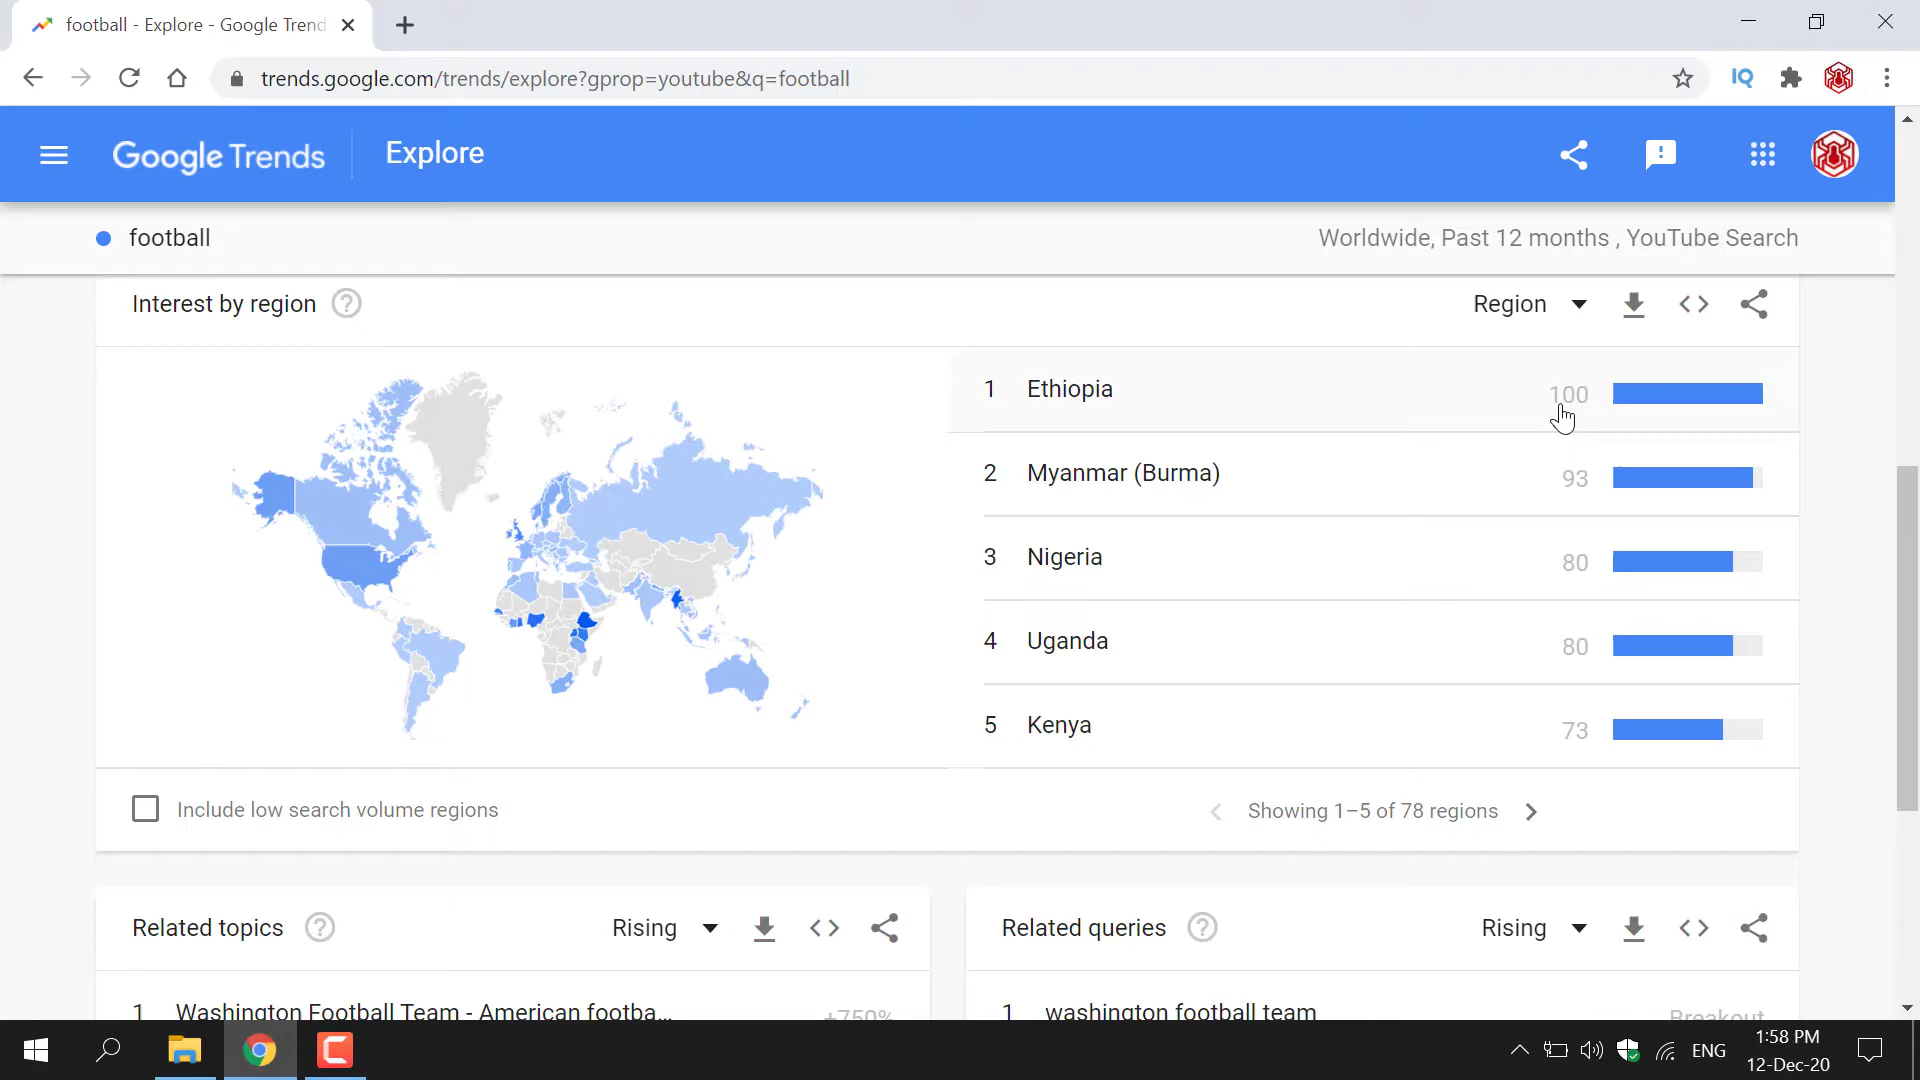 football - Explore - Google Trend
trends.google.com/trends/explore?gprop=youtube&q=football
IQ
Google Trends
Explore
football
Worldwide, Past 12 months , YouTube Search
Interest by region ?
Region
1 Ethiopia 100
2 Myanmar (Burma) 93
3 Nigeria 80
4 Uganda 80
5 Kenya 73
Include low search volume regions
Showing 1–5 of 78 regions
Related topics ?
Rising
Related queries ?
Rising
1 Washington Football Team - American footba... +750%
1 washington football team Breakout
ENG
1:58 PM
12-Dec-20